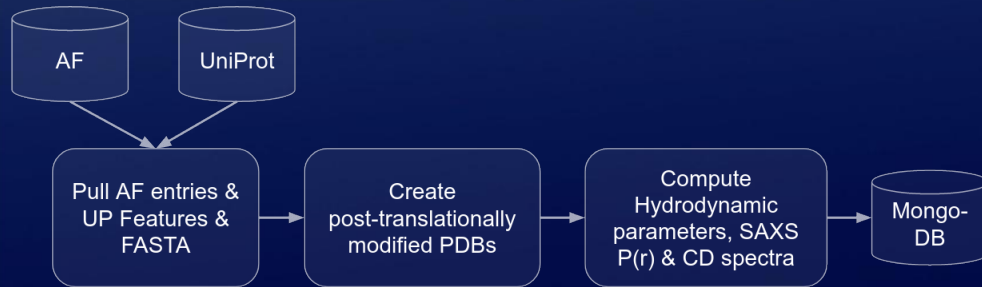 AF
UniProt
Pull AF entries &
UP Features &
FASTA
Create
post-translationally
modified PDBs
Compute
Hydrodynamic
parameters, SAXS
P(r) & CD spectra
Mongo-
DB